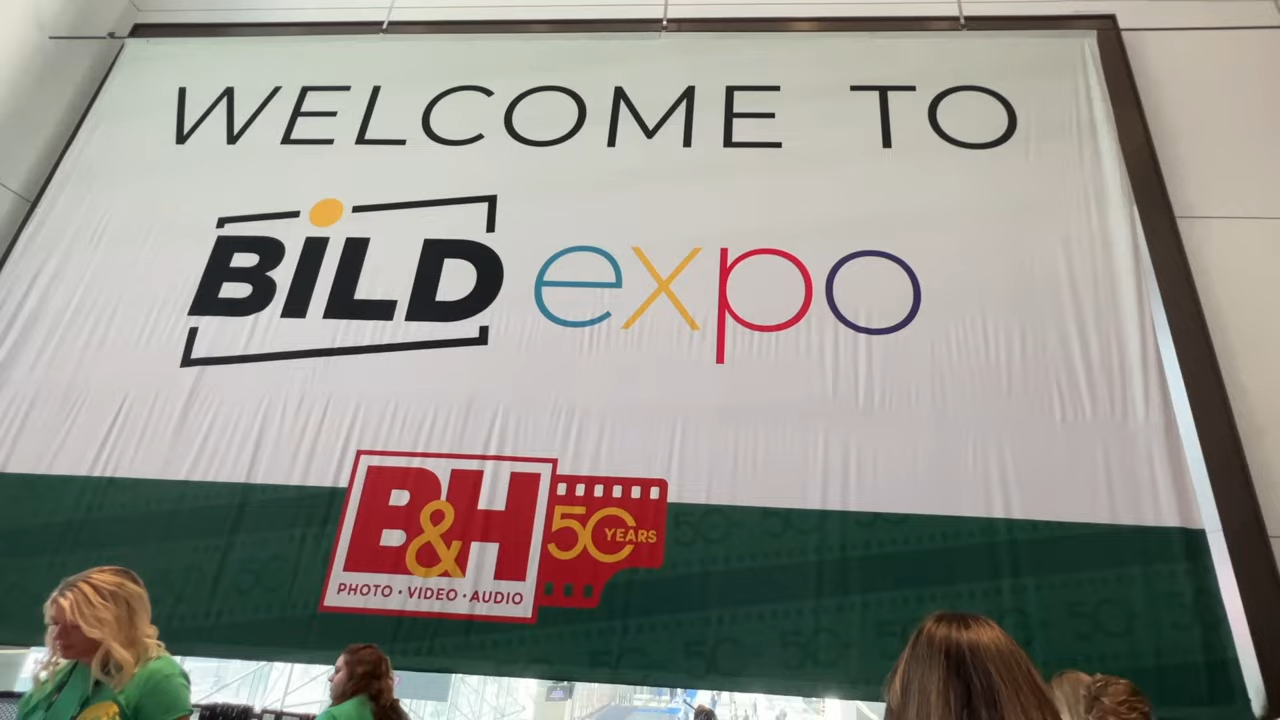 WELCOME TO
BiLD expo
B&H
50 YEARS
PHOTO · VIDEO · AUDIO